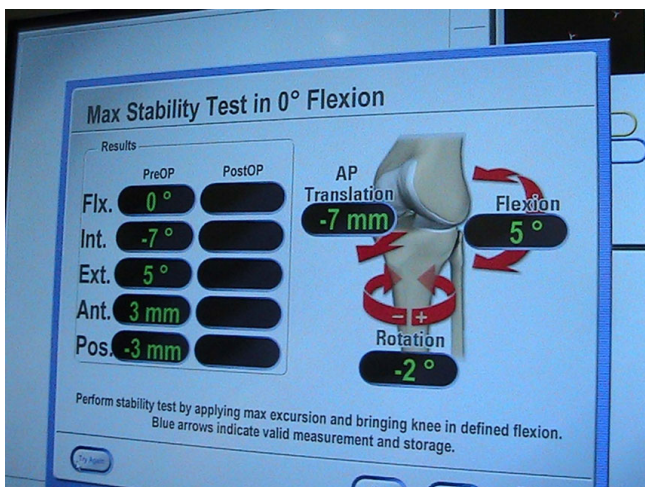 Max Stability Test in 0° Flexion
Results
PreOP PostOP
Flx. 0 °
Int. -7 °
Ext. 5 °
Ant. 3 mm
Pos. -3 mm
AP
Translation
-7 mm
Flexion
5 °
- +
Rotation
-2 °
Perform stability test by applying max excursion and bringing knee in defined flexion.
Blue arrows indicate valid measurement and storage.
Try Again